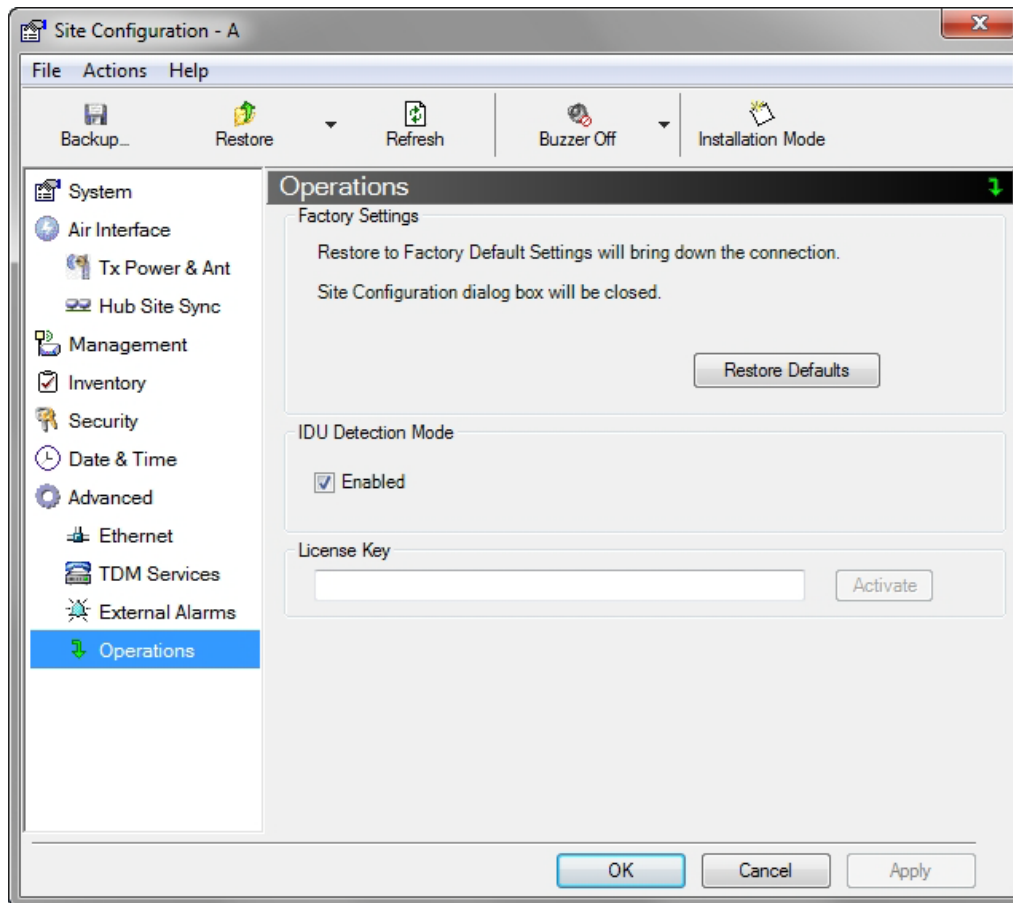 Site Configuration - A
File Actions Help
Backup... Restore Refresh Buzzer Off Installation Mode
System
Air Interface
Tx Power & Ant
Hub Site Sync
Management
Inventory
Security
Date & Time
Advanced
Ethernet
TDM Services
External Alarms
Operations
Operations
Factory Settings
Restore to Factory Default Settings will bring down the connection.
Site Configuration dialog box will be closed.
Restore Defaults
IDU Detection Mode
Enabled
License Key
Activate
OK Cancel Apply